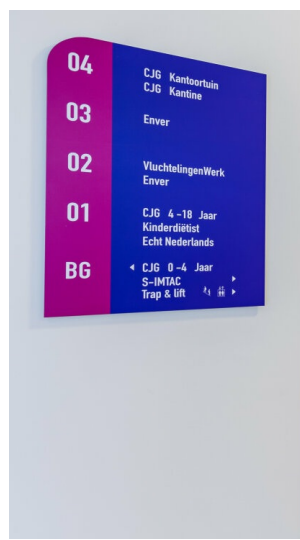 04
CJG Kantoortuin
CJG Kantine
03
Enver
02
VluchtelingenWerk
Enver
01
CJG 4-18 Jaar
Kinderdiëtist
Echt Nederlands
BG
CJG 0-4 Jaar
S-IMTAC
Trap & lift